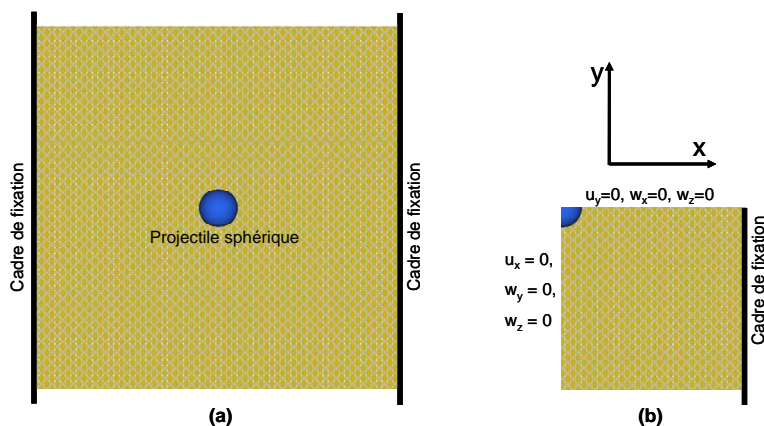 Cadre de fixation
Projectile sphérique
Cadre de fixation
(a)
y
x
u_y=0, w_x=0, w_z=0
u_x = 0,
w_y = 0,
w_z = 0
Cadre de fixation
(b)